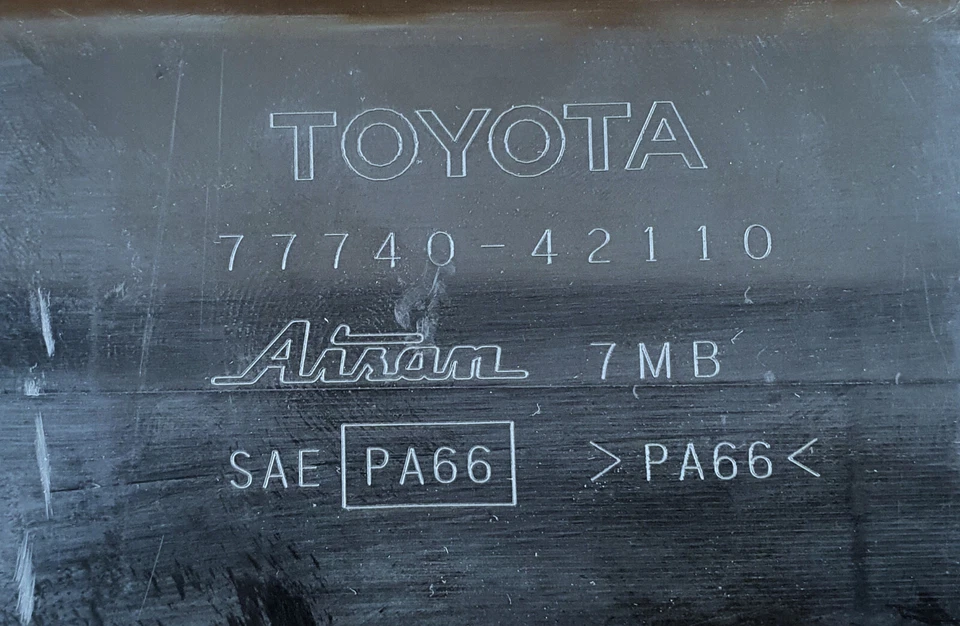 TOYOTA
77740-42110
Aisan 7MB
SAE PA66 >PA66<